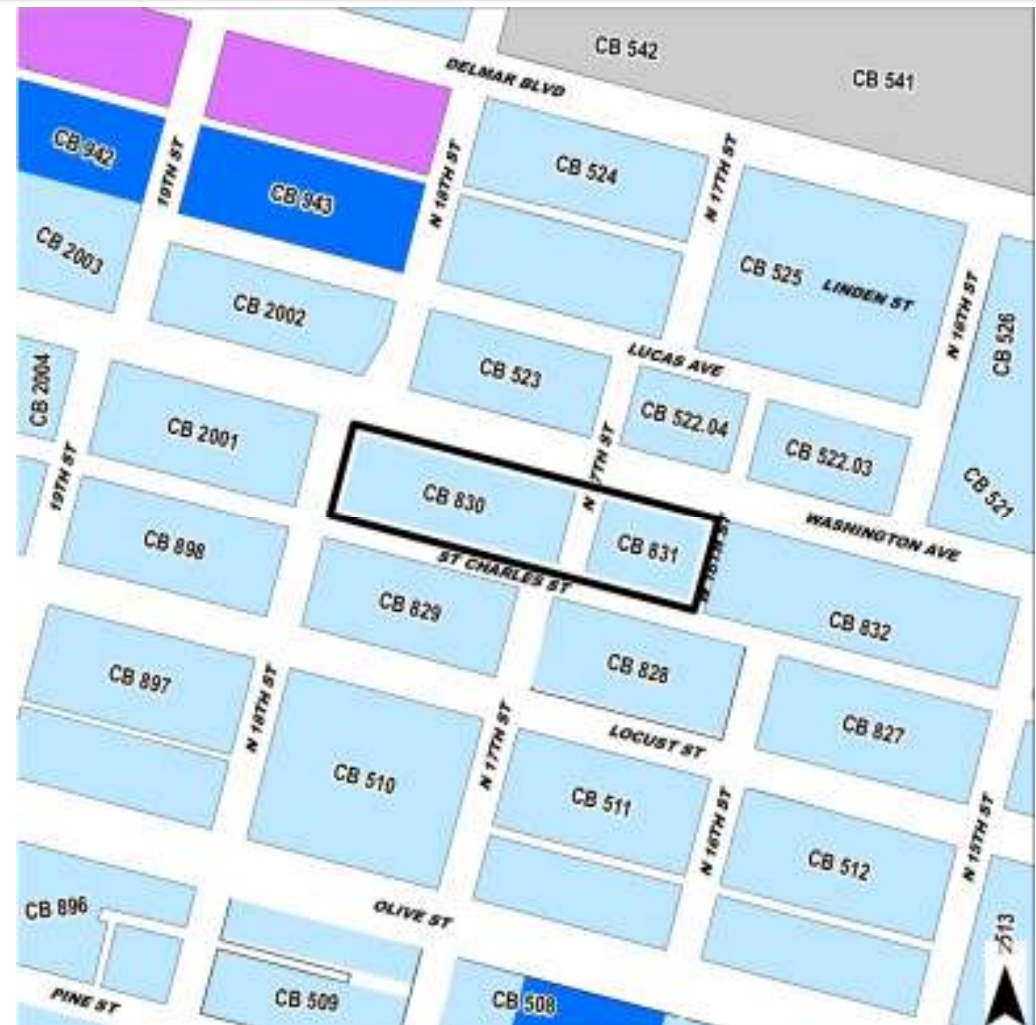 CB 542
CB 541
DELMAR BLVD
CB 942
19TH ST
CB 943
N 18TH ST
CB 524
N 17TH ST
CB 2003
CB 2002
CB 525
LINDEN ST
N 16TH ST
CB 526
CB 2004
CB 2001
CB 523
LUCAS AVE
CB 522.04
CB 522.03
CB 521
19TH ST
CB 898
CB 830
N 17TH ST
CB 831
WASHINGTON AVE
ST CHARLES ST
CB 829
CB 832
CB 897
N 18TH ST
CB 828
CB 827
LOCUST ST
CB 510
N 17TH ST
CB 511
N 16TH ST
CB 512
N 15TH ST
CB 896
OLIVE ST
PINE ST
CB 509
CB 508